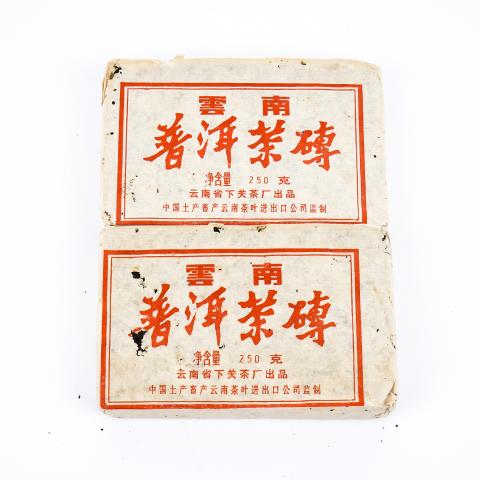 雲 南
普洱茶磚
净含量 250 克
云南省下关茶厂出品
中国土产畜产云南茶叶进出口公司监制
雲 南
普洱茶磚
净含量 250 克
云南省下关茶厂出品
中国土产畜产云南茶叶进出口公司监制